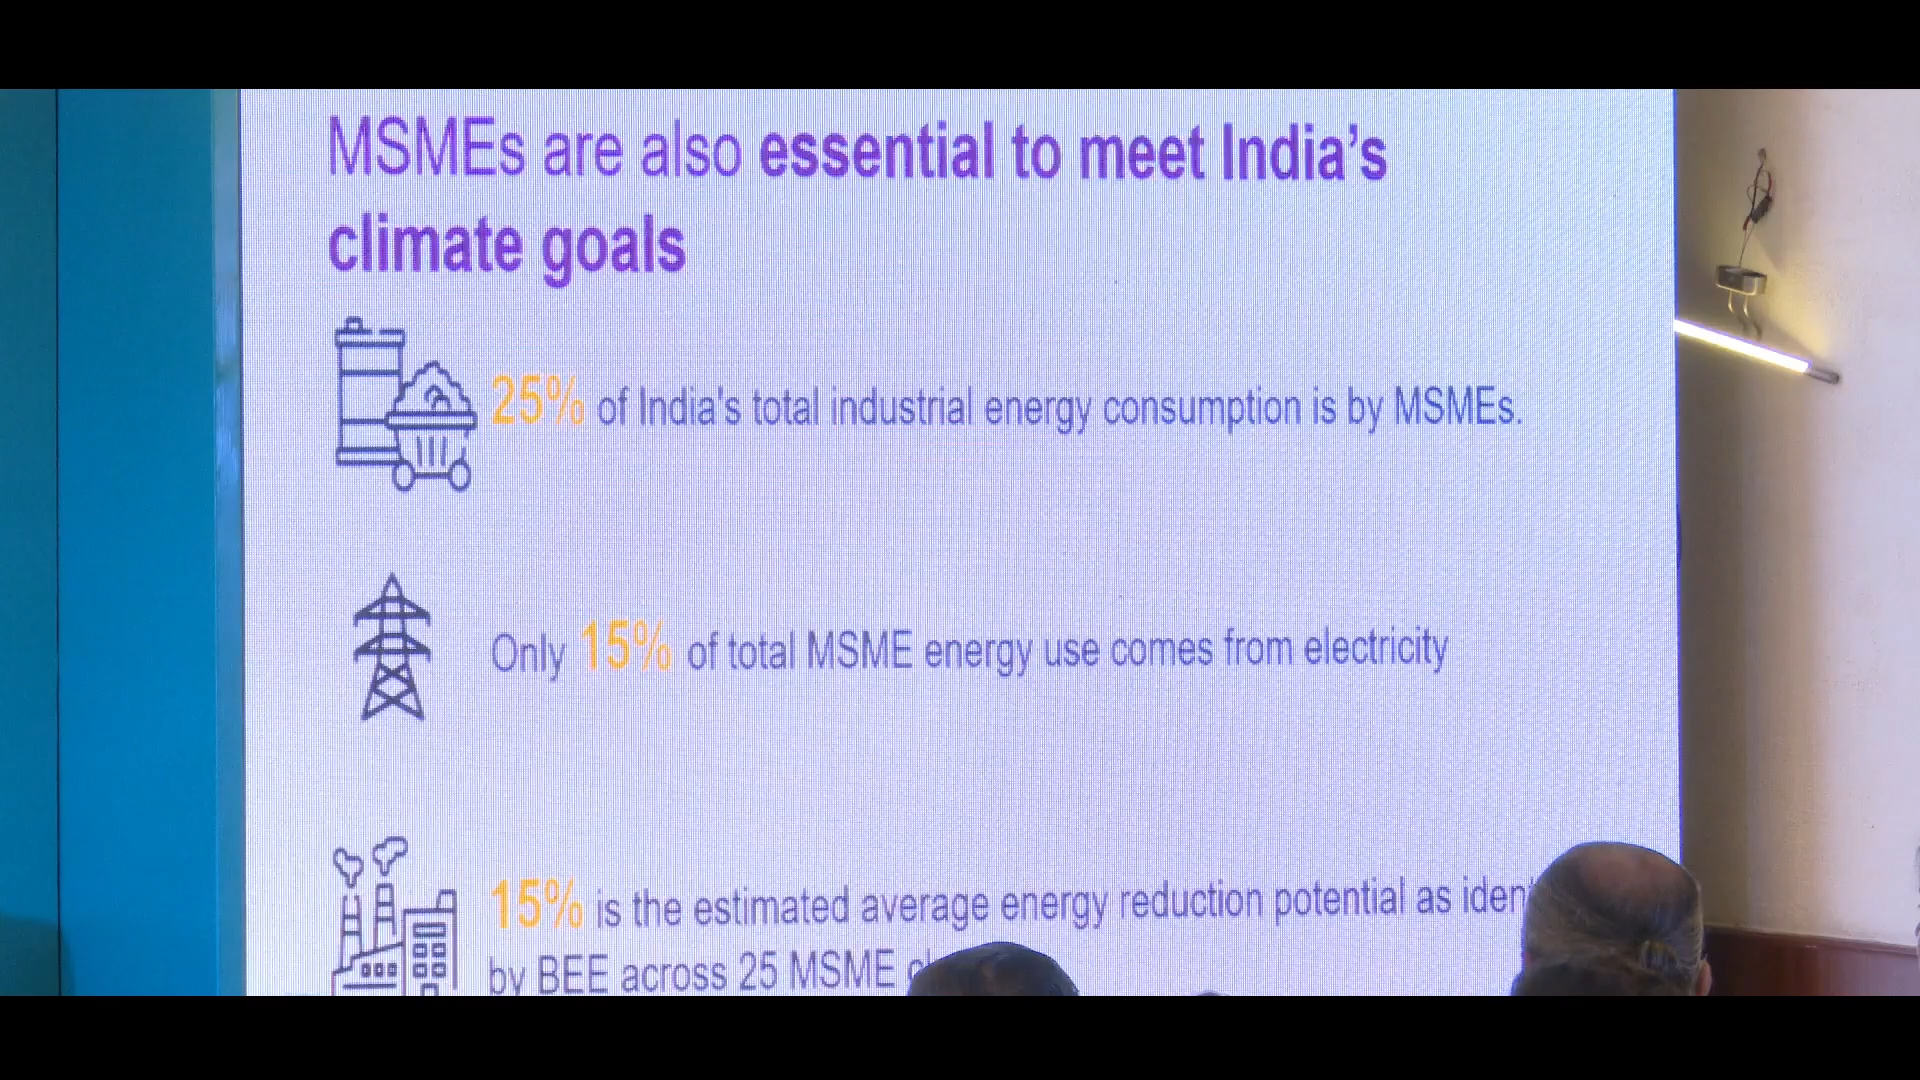 MSMEs are also essential to meet India's
climate goals
25% of India's total industrial energy consumption is by MSMEs.
Only 15% of total MSME energy use comes from electricity
15% is the estimated average energy reduction potential as
by BEE across 25 MSME